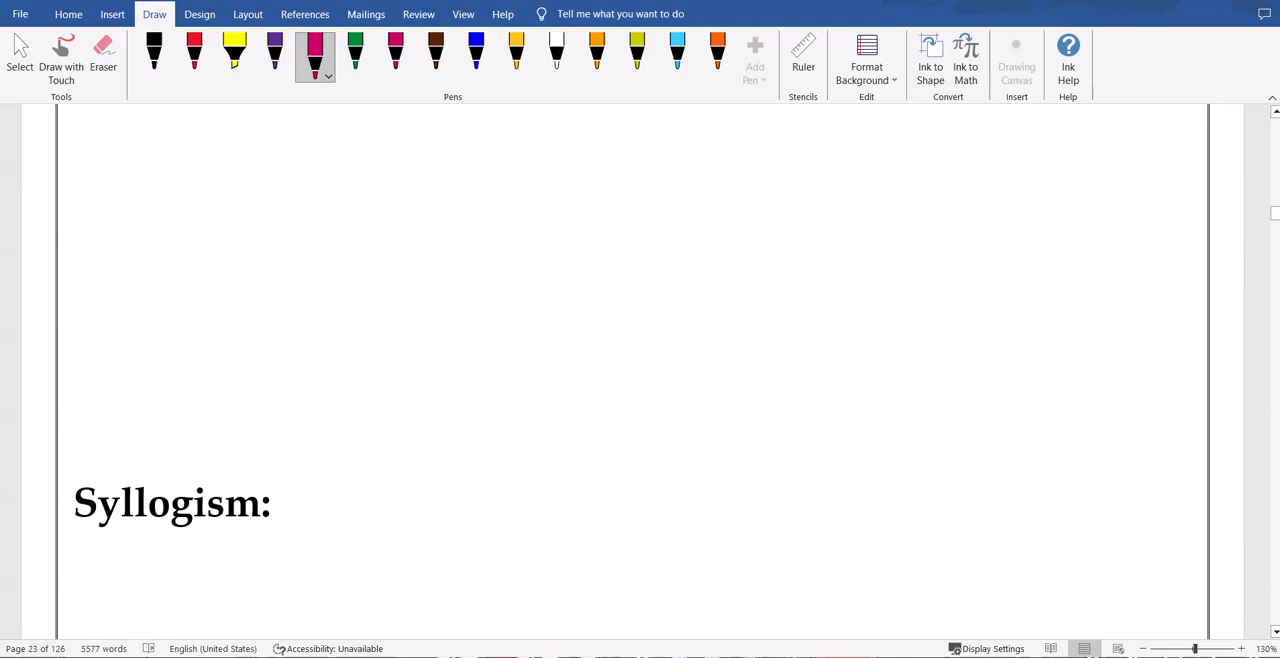 File Home Insert Draw Design Layout References Mailings Review View Help Tell me what you want to do
Select Draw with Touch Eraser Add Pen Ruler Format Background Ink to Shape Ink to Math Drawing Canvas Ink Help
Tools Pens Stencils Edit Convert Insert Help
Syllogism:
Page 23 of 126 5577 words English (United States) Accessibility: Unavailable Display Settings 130%